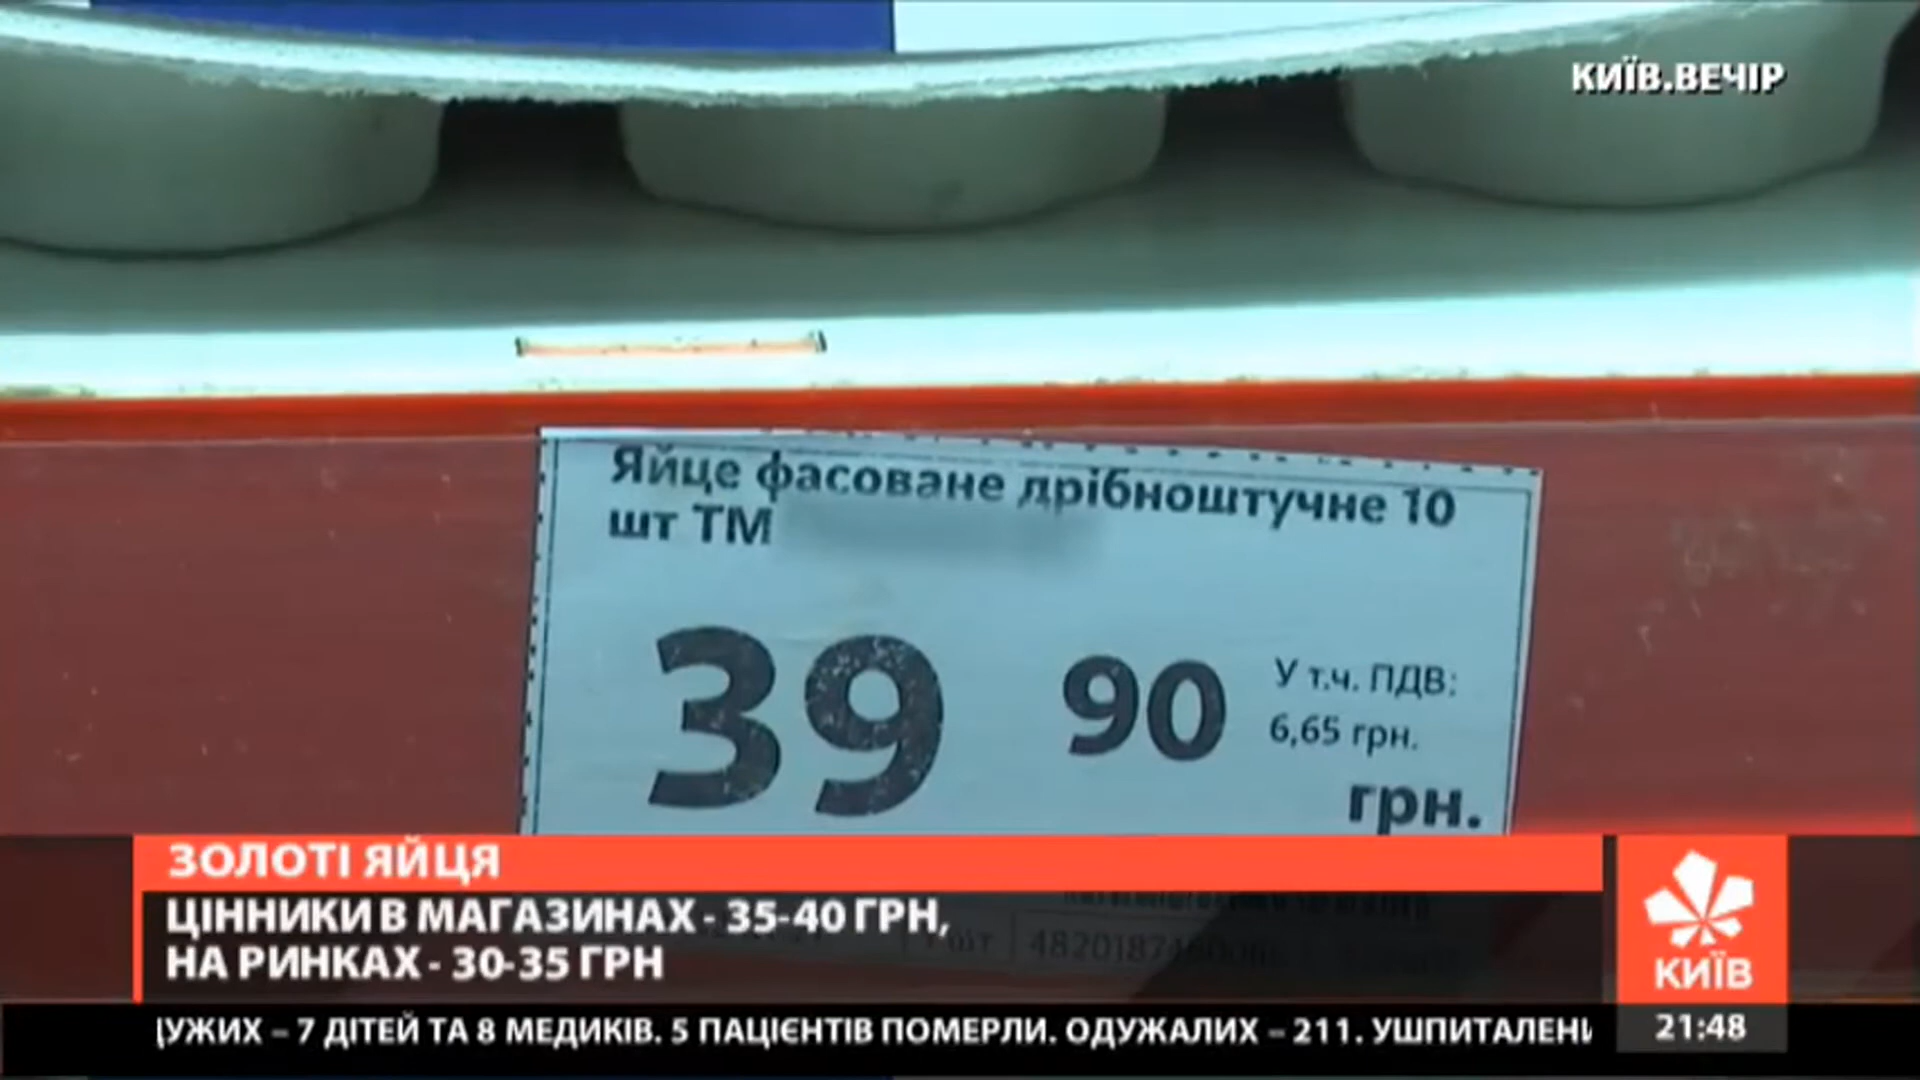 КИЇВ.ВЕЧІР
Яйце фасоване дрібноштучне 10
шт ТМ
39 90
У т.ч. ПДВ:
6,65 грн.
грн.
ЗОЛОТІ ЯЙЦЯ
ЦІННИКИ В МАГАЗИНАХ - 35-40 ГРН,
НА РИНКАХ - 30-35 ГРН
КИЇВ
– 7 ДІТЕЙ ТА 8 МЕДИКІВ. 5 ПАЦІЄНТІВ ПОМЕРЛИ. ОДУЖАЛИХ – 211.
21:48